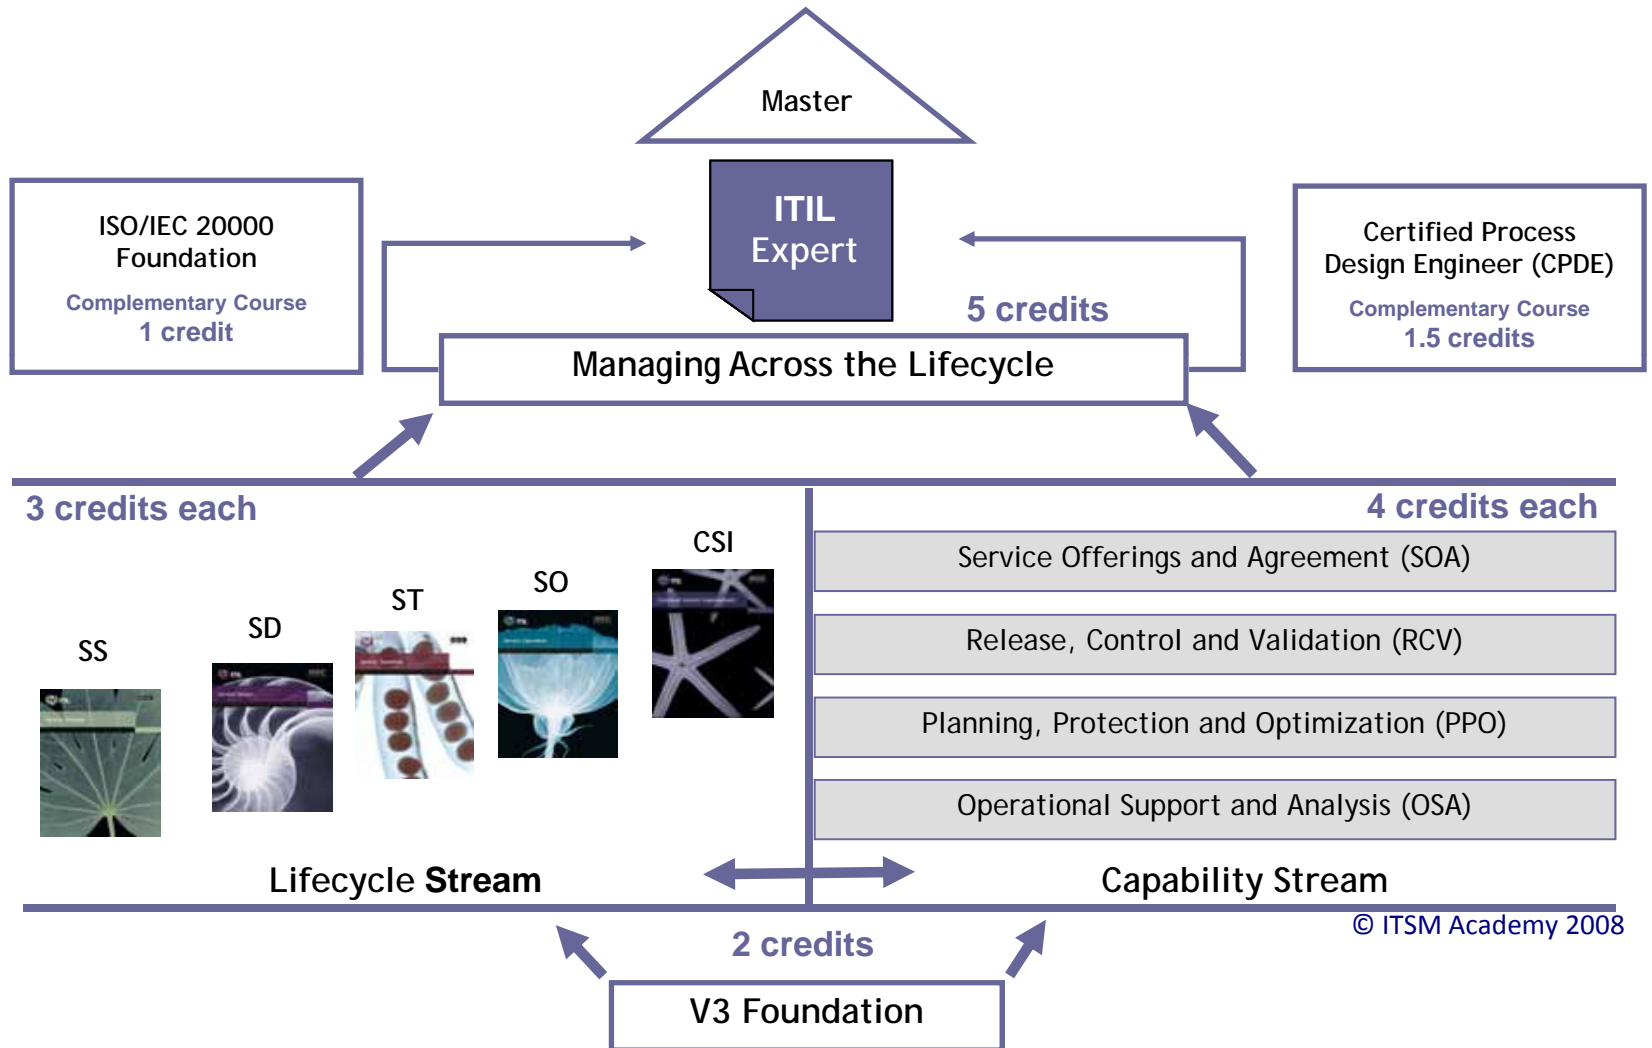 Master
ITIL
Expert
ISO/IEC 20000
Foundation
Complementary Course
1 credit
Certified Process
Design Engineer (CPDE)
Complementary Course
1.5 credits
5 credits
Managing Across the Lifecycle
3 credits each
4 credits each
SS
SD
ST
SO
CSI
Service Offerings and Agreement (SOA)
Release, Control and Validation (RCV)
Planning, Protection and Optimization (PPO)
Operational Support and Analysis (OSA)
Lifecycle Stream
Capability Stream
© ITSM Academy 2008
2 credits
V3 Foundation